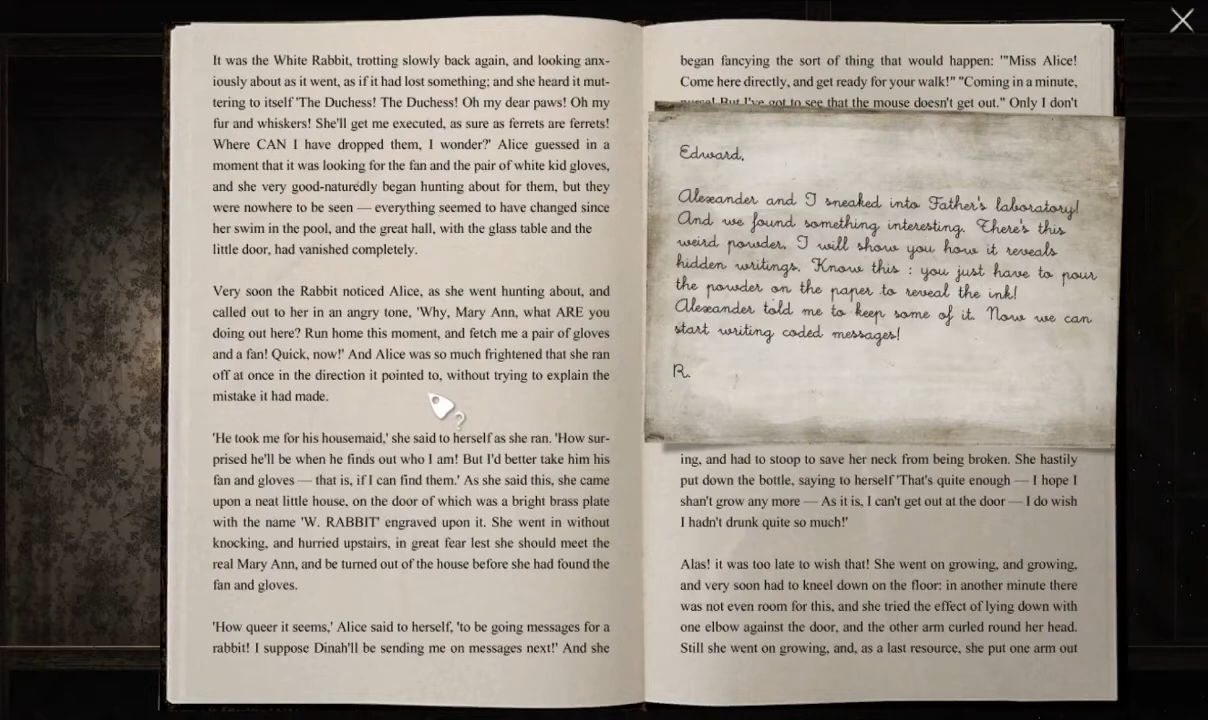 It was the White Rabbit, trotting slowly back again, and looking anx-
iously about as it went, as if it had lost something; and she heard it mut-
tering to itself 'The Duchess! The Duchess! Oh my dear paws! Oh my
fur and whiskers! She'll get me executed, as sure as ferrets are ferrets!
Where CAN I have dropped them, I wonder?' Alice guessed in a
moment that it was looking for the fan and the pair of white kid gloves,
and she very good-naturedly began hunting about for them, but they
were nowhere to be seen — everything seemed to have changed since
her swim in the pool, and the great hall, with the glass table and the
little door, had vanished completely.
Very soon the Rabbit noticed Alice, as she went hunting about, and
called out to her in an angry tone, 'Why, Mary Ann, what ARE you
doing out here? Run home this moment, and fetch me a pair of gloves
and a fan! Quick, now!' And Alice was so much frightened that she ran
off at once in the direction it pointed to, without trying to explain the
mistake it had made.
'He took me for his housemaid,' she said to herself as she ran. 'How sur-
prised he'll be when he finds out who I am! But I'd better take him his
fan and gloves — that is, if I can find them.' As she said this, she came
upon a neat little house, on the door of which was a bright brass plate
with the name 'W. RABBIT' engraved upon it. She went in without
knocking, and hurried upstairs, in great fear lest she should meet the
real Mary Ann, and be turned out of the house before she had found the
fan and gloves.
'How queer it seems,' Alice said to herself, 'to be going messages for a
rabbit! I suppose Dinah'll be sending me on messages next!' And she
began fancying the sort of thing that would happen: '"Miss Alice!
Come here directly, and get ready for your walk!" "Coming in a minute,
nurse! But I've got to see that the mouse doesn't get out." Only I don't
Edward,
Alexander and I sneaked into Father's laboratory!
And we found something interesting. There's this
weird powder. I will show you how it reveals
hidden writings. Know this : you just have to pour
the powder on the paper to reveal the ink!
Alexander told me to keep some of it. Now we can
start writing coded messages!
R.
ing, and had to stoop to save her neck from being broken. She hastily
put down the bottle, saying to herself 'That's quite enough — I hope I
shan't grow any more — As it is, I can't get out at the door — I do wish
I hadn't drunk quite so much!'
Alas! it was too late to wish that! She went on growing, and growing,
and very soon had to kneel down on the floor: in another minute there
was not even room for this, and she tried the effect of lying down with
one elbow against the door, and the other arm curled round her head.
Still she went on growing, and, as a last resource, she put one arm out